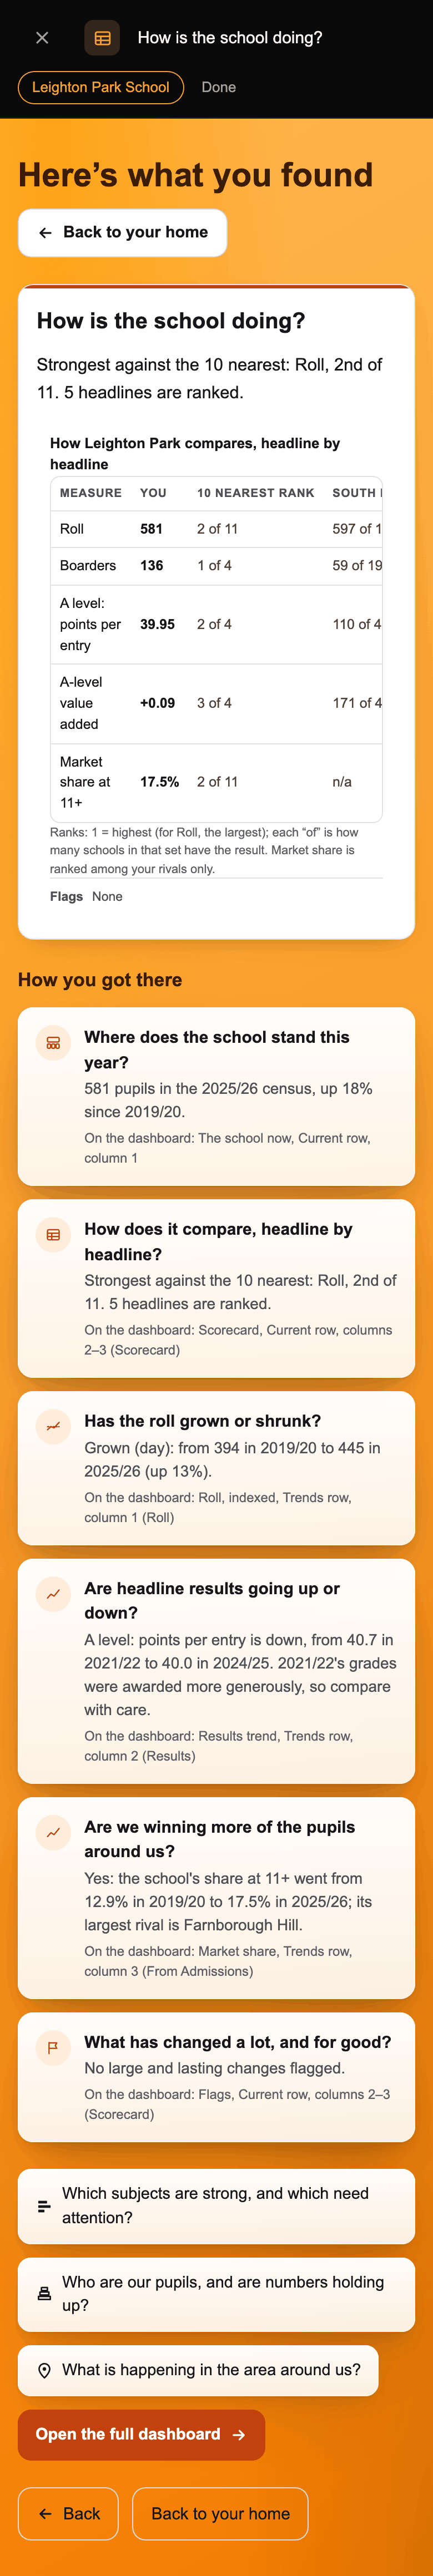 How is the school doing?
Leighton Park School
Done
Here’s what you found
← Back to your home
How is the school doing?
Strongest against the 10 nearest: Roll, 2nd of
11. 5 headlines are ranked.
How Leighton Park compares, headline by
headline
MEASURE YOU 10 NEAREST RANK SOUTH
Roll 581 2 of 11 597 of 1
Boarders 136 1 of 4 59 of 19
A level:
points per
entry
39.95 2 of 4 110 of 4
A-level
value
added
+0.09 3 of 4 171 of 4
Market
share at
11+
17.5% 2 of 11 n/a
Ranks: 1 = highest (for Roll, the largest); each “of” is how
many schools in that set have the result. Market share is
ranked among your rivals only.
Flags None
How you got there
Where does the school stand this
year?
581 pupils in the 2025/26 census, up 18%
since 2019/20.
On the dashboard: The school now, Current row,
column 1
How does it compare, headline by
headline?
Strongest against the 10 nearest: Roll, 2nd of
11. 5 headlines are ranked.
On the dashboard: Scorecard, Current row, columns
2–3 (Scorecard)
Has the roll grown or shrunk?
Grown (day): from 394 in 2019/20 to 445 in
2025/26 (up 13%).
On the dashboard: Roll, indexed, Trends row,
column 1 (Roll)
Are headline results going up or
down?
A level: points per entry is down, from 40.7 in
2021/22 to 40.0 in 2024/25. 2021/22's grades
were awarded more generously, so compare
with care.
On the dashboard: Results trend, Trends row,
column 2 (Results)
Are we winning more of the pupils
around us?
Yes: the school's share at 11+ went from
12.9% in 2019/20 to 17.5% in 2025/26; its
largest rival is Farnborough Hill.
On the dashboard: Market share, Trends row,
column 3 (From Admissions)
What has changed a lot, and for good?
No large and lasting changes flagged.
On the dashboard: Flags, Current row, columns 2–3
(Scorecard)
Which subjects are strong, and which need
attention?
Who are our pupils, and are numbers holding
up?
What is happening in the area around us?
Open the full dashboard →
← Back
Back to your home